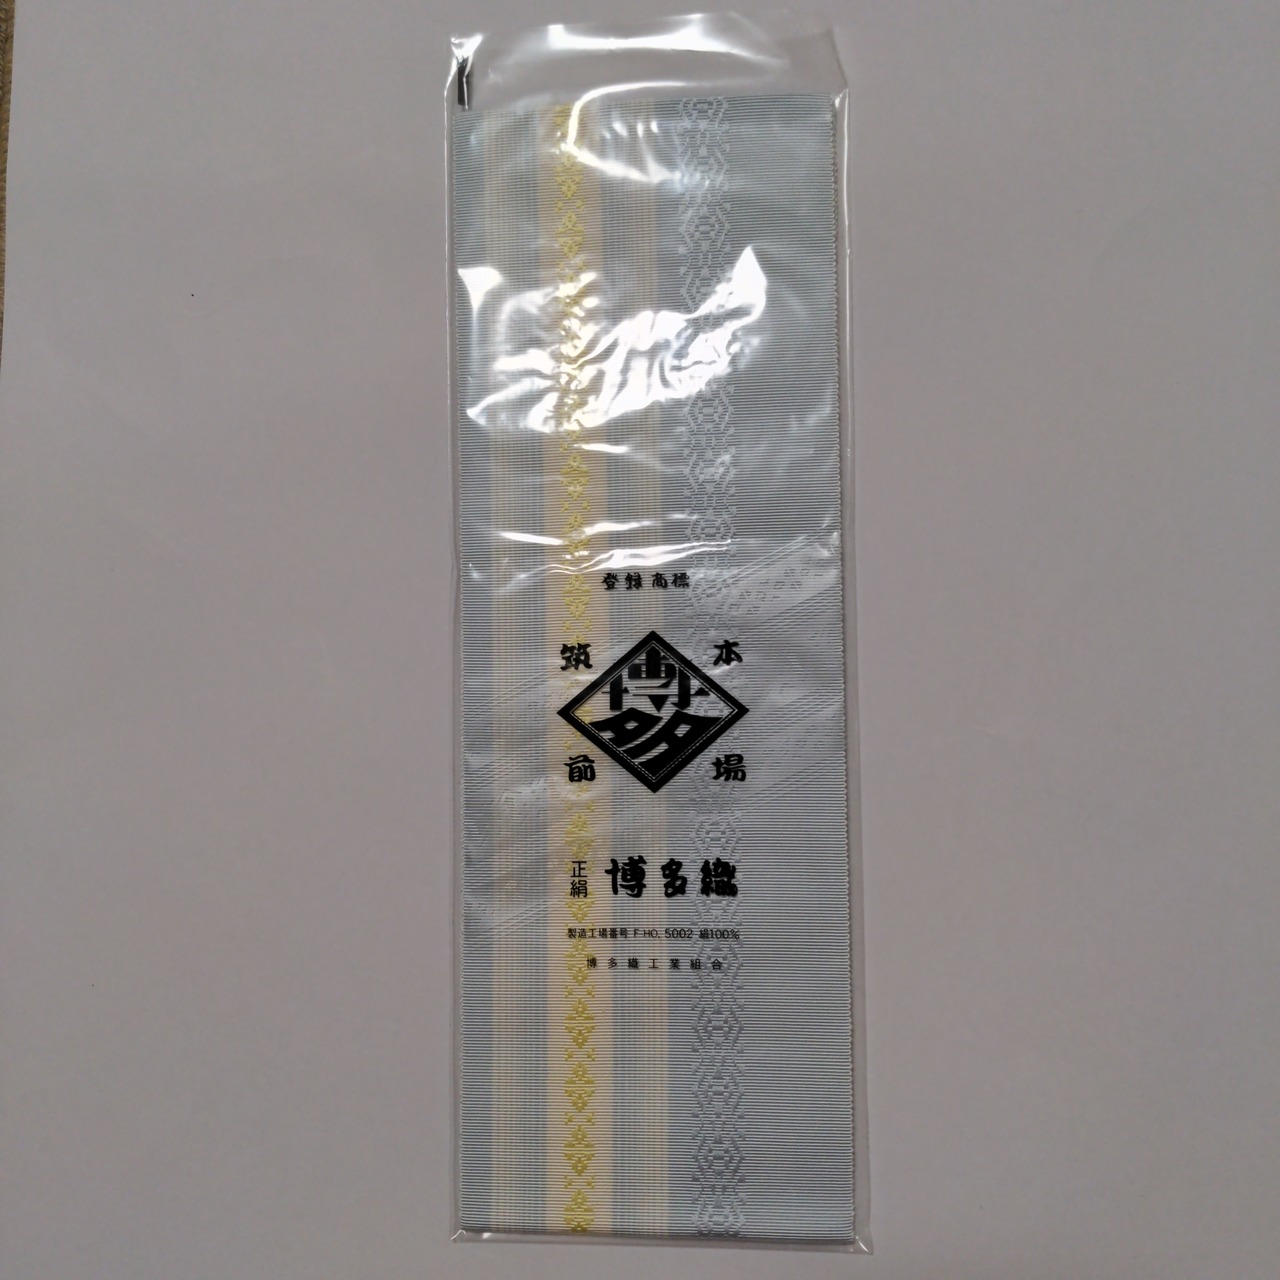 登録商標
本場
筑前
博多
正絹 博多織
製造工場番号 F HO. 5002 絹100%
博多織工業組合